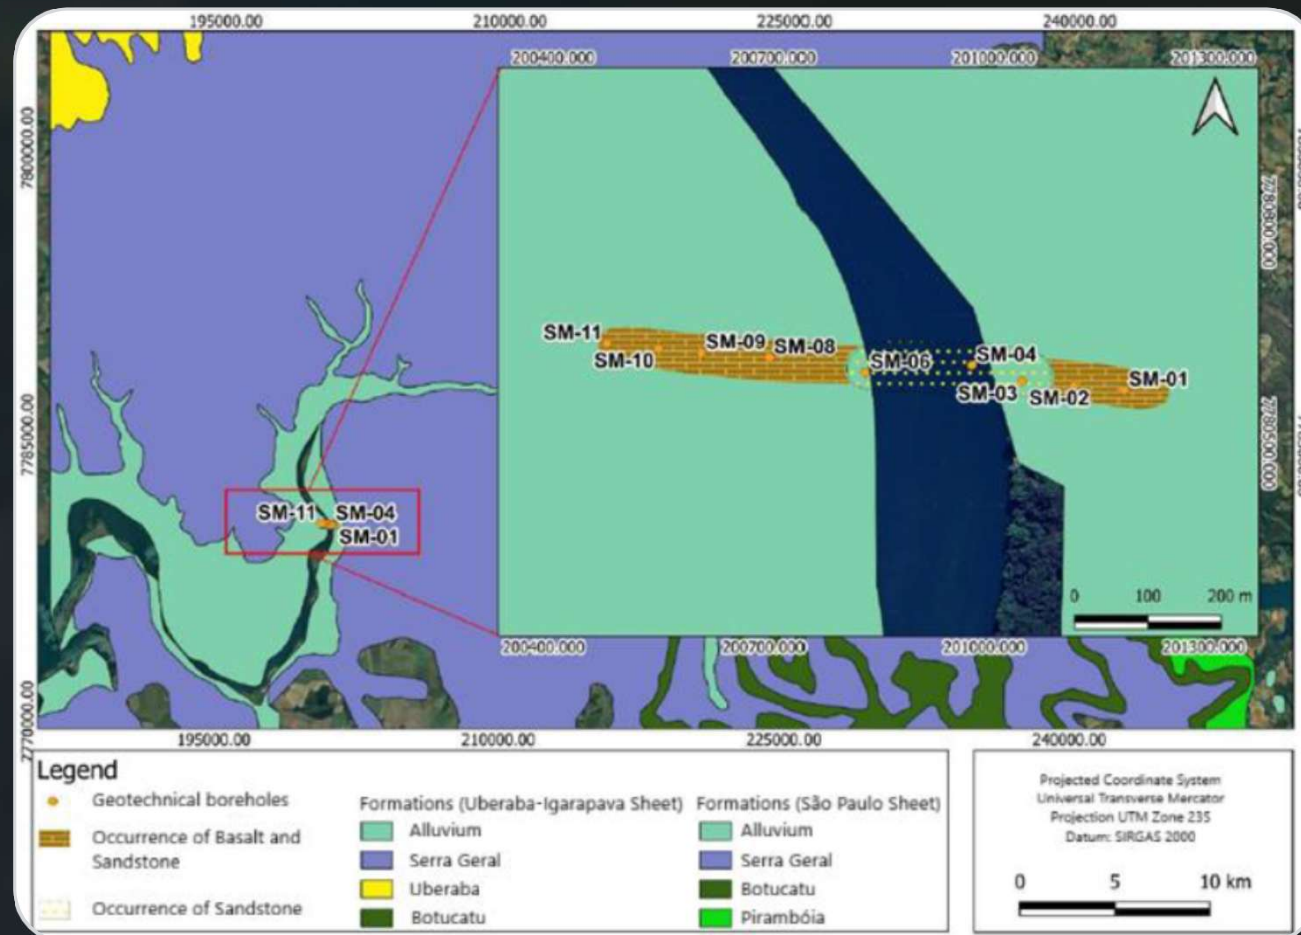 195000.00 210000.00 225000.00 240000.00
200400.000 200700.000 201000.000 201300.000
7800000.00
7780800.000
SM-11 SM-09 SM-08 SM-06 SM-04
SM-10 SM-03 SM-02 SM-01
7785000.00
7780500.000
SM-11 SM-04
SM-01
0 100 200 m
200400.000 200700.000 201000.000 201300.000
7770000.00
195000.00 210000.00 225000.00 240000.00
Legend
Geotechnical boreholes
Occurrence of Basalt and
Sandstone
Occurrence of Sandstone
Formations (Uberaba-Igarapava Sheet)
Alluvium
Serra Geral
Uberaba
Botucatu
Formations (São Paulo Sheet)
Alluvium
Serra Geral
Botucatu
Pirambóia
Projected Coordinate System
Universal Transverse Mercator
Projection UTM Zone 23S
Datum: SIRGAS 2000
0 5 10 km